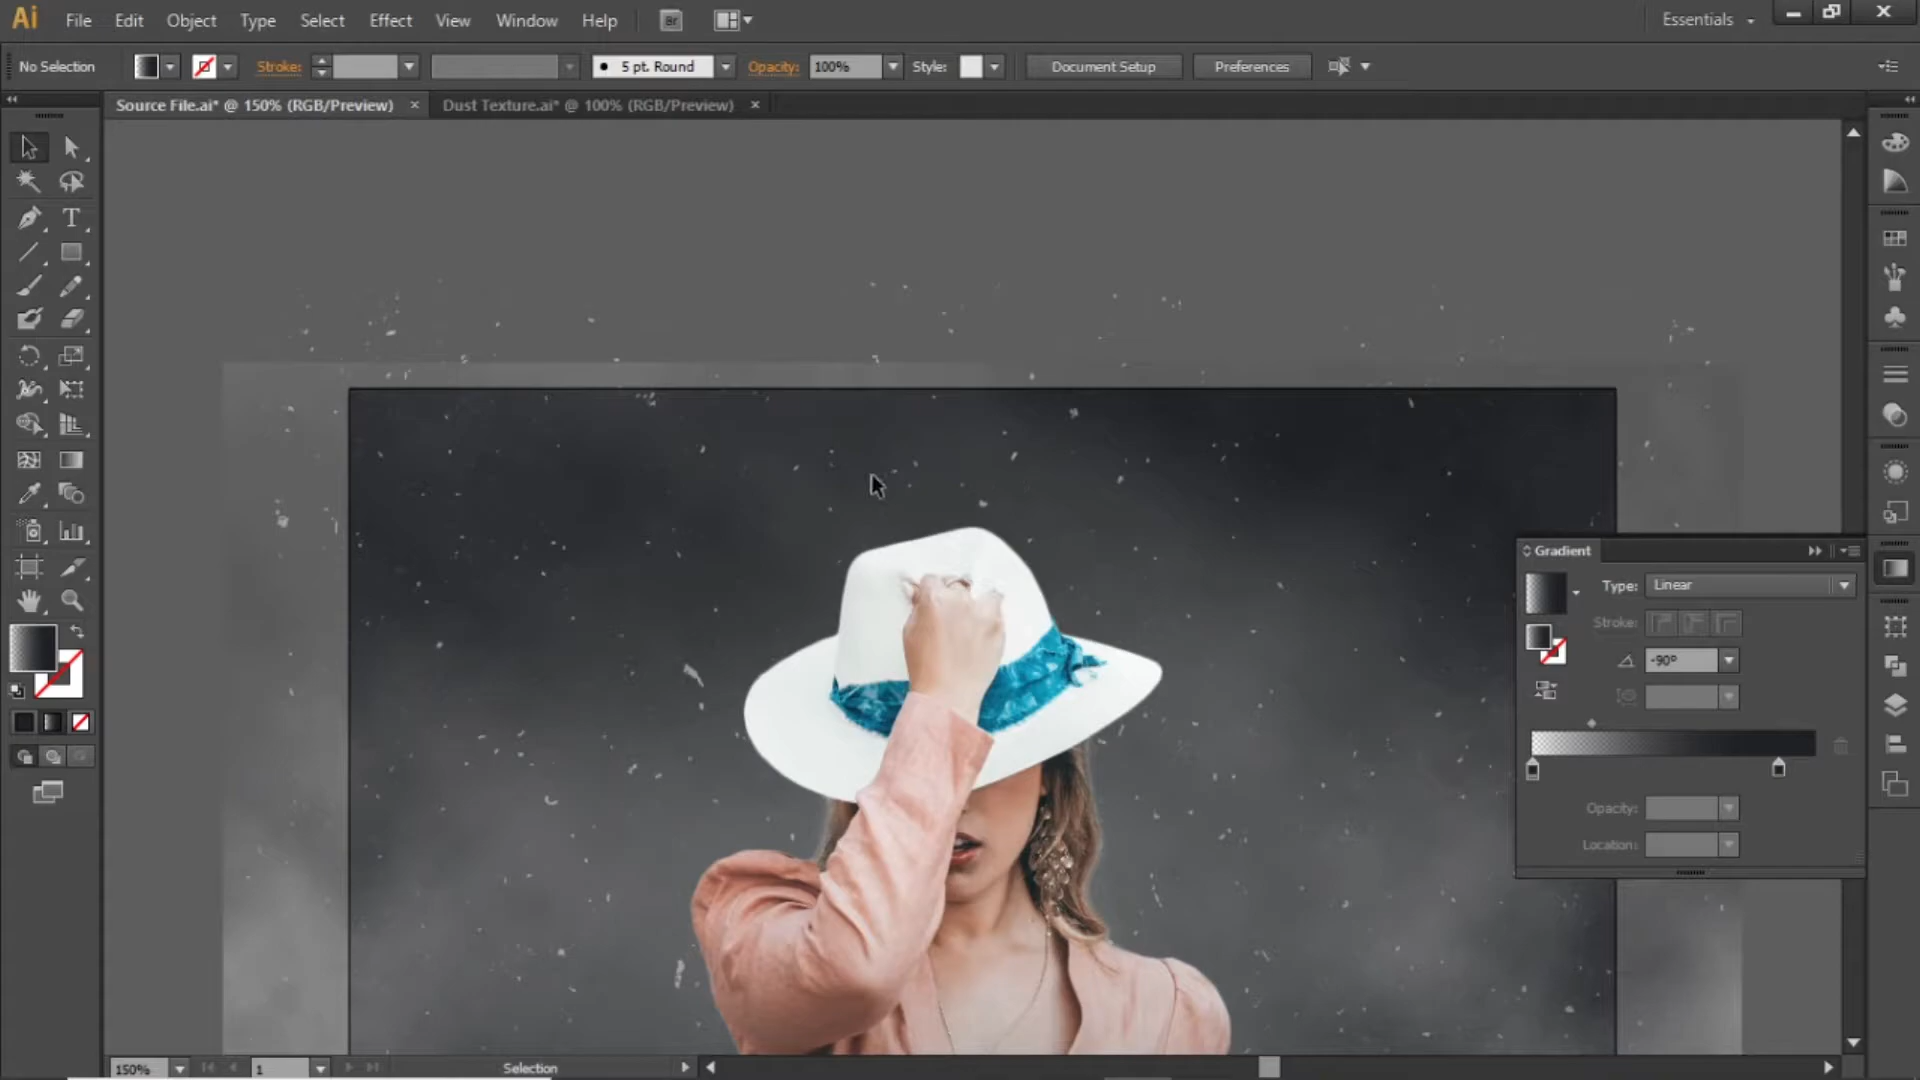 Ai File Edit Object Type Select Effect View Window Help Br Essentials
No Selection Stroke: 5 pt. Round Opacity: 100% Style: Document Setup Preferences
Source File.ai* @ 150% (RGB/Preview) × Dust Texture.ai* @ 100% (RGB/Preview) ×
T
Gradient
Type: Linear
Stroke:
-90°
Opacity:
Location:
150% 1 Selection